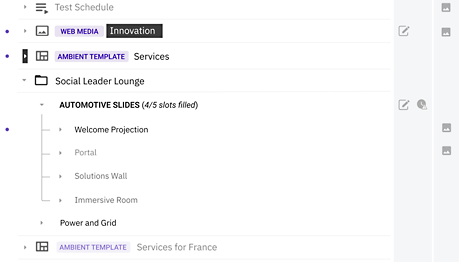 Test Schedule
WEB MEDIA Innovation
AMBIENT TEMPLATE Services
Social Leader Lounge
AUTOMOTIVE SLIDES (4/5 slots filled)
Welcome Projection
Portal
Solutions Wall
Immersive Room
Power and Grid
AMBIENT TEMPLATE Services for France